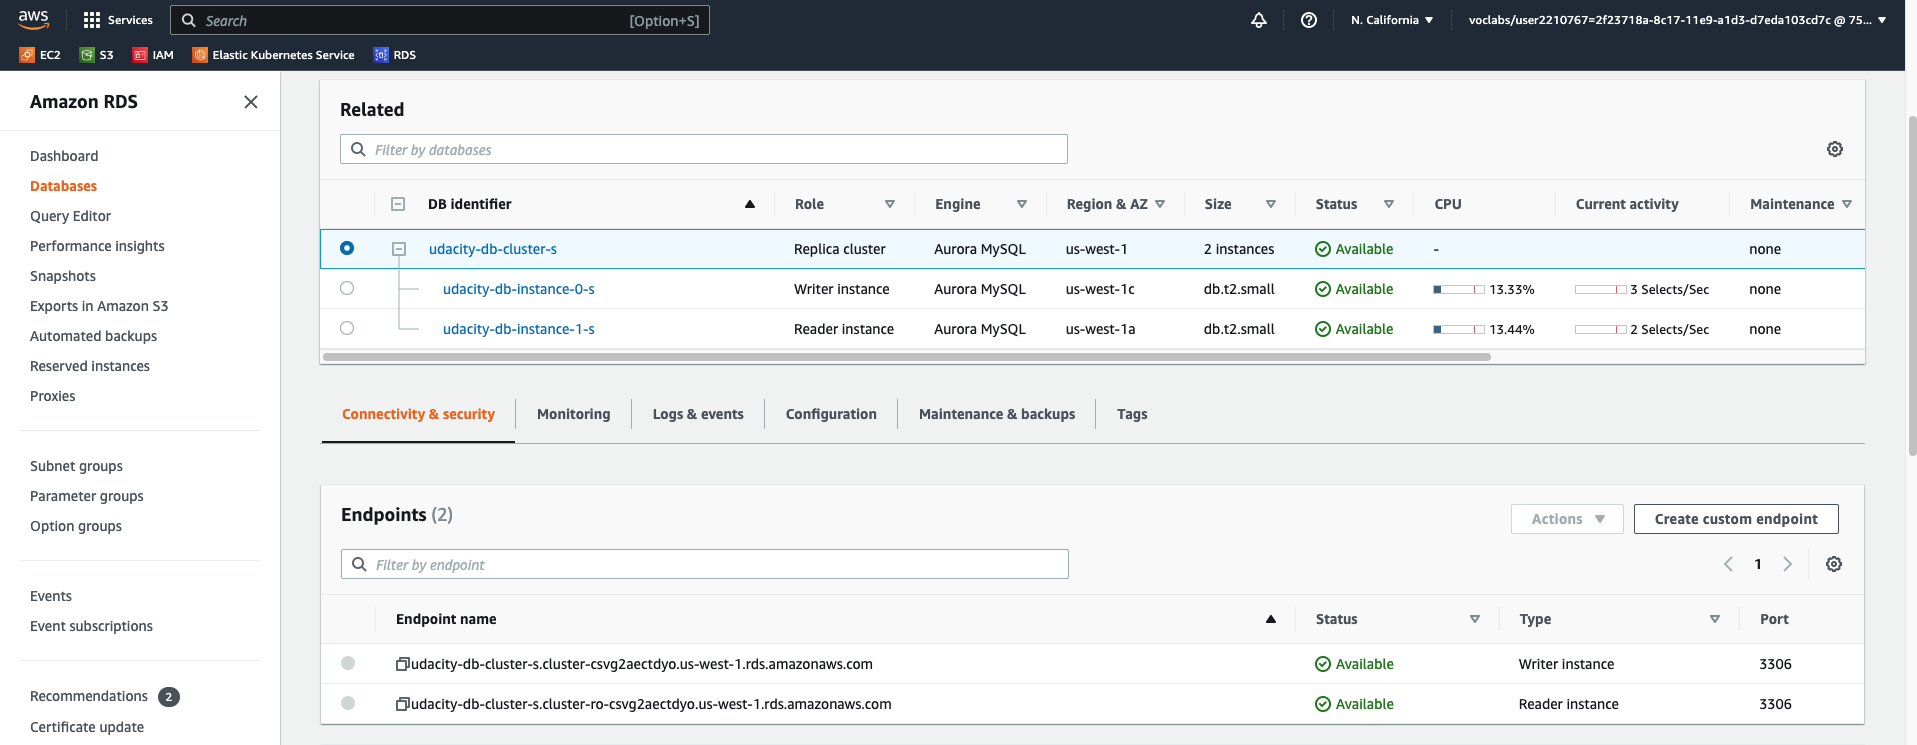 aws
Services
Search
[Option+S]
N. California
voclabs/user2210767=2f23718a-8c17-11e9-a1d3-d7eda103cd7c @ 75...
EC2
S3
IAM
Elastic Kubernetes Service
RDS
Amazon RDS
Dashboard
Databases
Query Editor
Performance insights
Snapshots
Exports in Amazon S3
Automated backups
Reserved instances
Proxies
Subnet groups
Parameter groups
Option groups
Events
Event subscriptions
Recommendations 2
Certificate update
Related
Filter by databases
DB identifier Role Engine Region & AZ Size Status CPU Current activity Maintenance
udacity-db-cluster-s Replica cluster Aurora MySQL us-west-1 2 instances Available - none
udacity-db-instance-0-s Writer instance Aurora MySQL us-west-1c db.t2.small Available 13.33% 3 Selects/Sec none
udacity-db-instance-1-s Reader instance Aurora MySQL us-west-1a db.t2.small Available 13.44% 2 Selects/Sec none
Connectivity & security Monitoring Logs & events Configuration Maintenance & backups Tags
Endpoints (2)
Actions
Create custom endpoint
Filter by endpoint
1
Endpoint name Status Type Port
udacity-db-cluster-s.cluster-csvg2aectdyo.us-west-1.rds.amazonaws.com Available Writer instance 3306
udacity-db-cluster-s.cluster-ro-csvg2aectdyo.us-west-1.rds.amazonaws.com Available Reader instance 3306